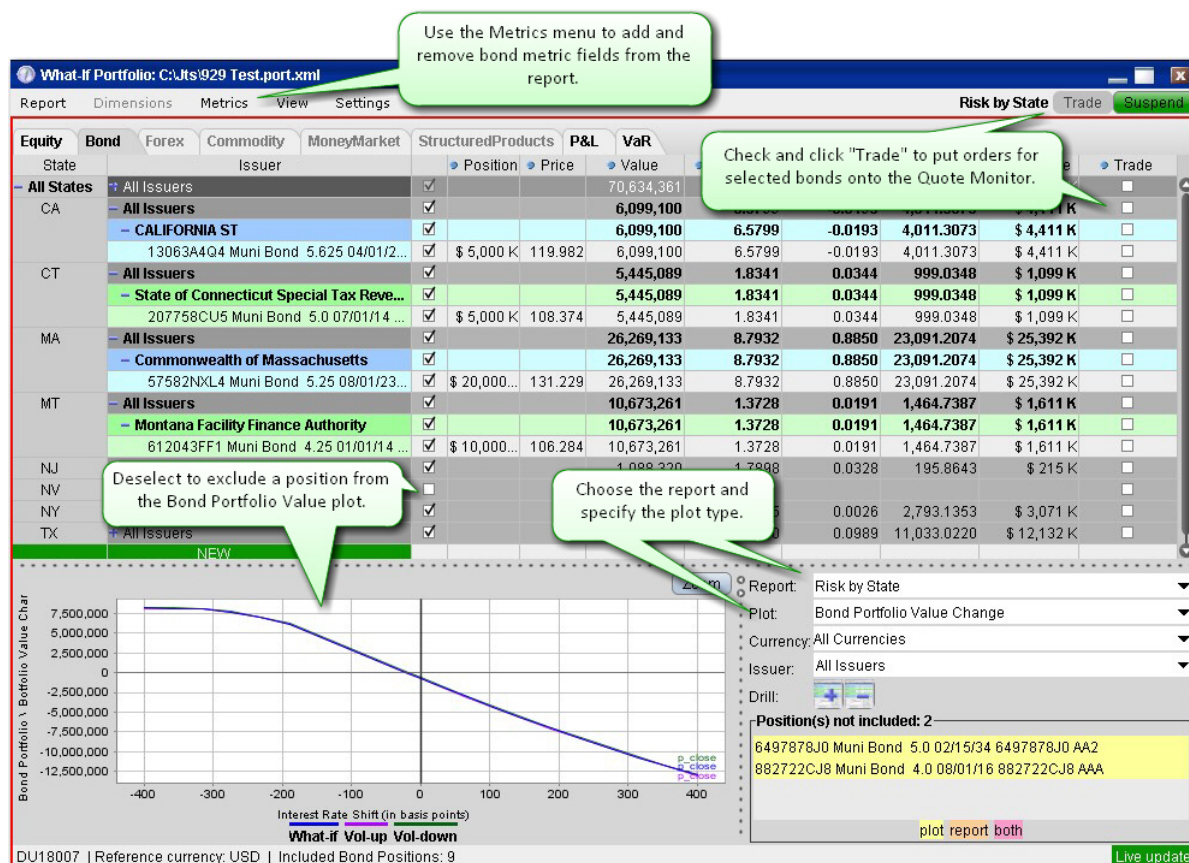 Use the Metrics menu to add and
remove bond metric fields from the
report.
What-If Portfolio: C:\Jts\929 Test.port.xml
Report Dimensions Metrics View Settings Risk by State Trade Suspend
Equity Bond Forex Commodity MoneyMarket StructuredProducts P&L VaR
Check and click "Trade" to put orders for
selected bonds onto the Quote Monitor.
State Issuer Position Price Value Trade
- All States All Issuers 70,634,361
CA - All Issuers 6,099,100 6.5799 -0.0193 4,011.3073 $ 4,411 K
- CALIFORNIA ST 6,099,100 6.5799 -0.0193 4,011.3073 $ 4,411 K
13063A4Q4 Muni Bond 5.625 04/01/2... $ 5,000 K 119.982 6,099,100 6.5799 -0.0193 4,011.3073 $ 4,411 K
CT - All Issuers 5,445,089 1.8341 0.0344 999.0348 $ 1,099 K
- State of Connecticut Special Tax Reve... 5,445,089 1.8341 0.0344 999.0348 $ 1,099 K
207758CU5 Muni Bond 5.0 07/01/14 ... $ 5,000 K 108.374 5,445,089 1.8341 0.0344 999.0348 $ 1,099 K
MA - All Issuers 26,269,133 8.7932 0.8850 23,091.2074 $ 25,392 K
- Commonwealth of Massachusetts 26,269,133 8.7932 0.8850 23,091.2074 $ 25,392 K
57582NXL4 Muni Bond 5.25 08/01/23... $ 20,000... 131.229 26,269,133 8.7932 0.8850 23,091.2074 $ 25,392 K
MT - All Issuers 10,673,261 1.3728 0.0191 1,464.7387 $ 1,611 K
- Montana Facility Finance Authority 10,673,261 1.3728 0.0191 1,464.7387 $ 1,611 K
612043FF1 Muni Bond 4.25 01/01/14 ... $ 10,000... 106.284 10,673,261 1.3728 0.0191 1,464.7387 $ 1,611 K
NJ 1,088,320 1.7898 0.0328 195.8643 $ 215 K
NV
NY 0.0026 2,793.1353 $ 3,071 K
TX + All Issuers 0.0989 11,033.0220 $ 12,132 K
NEW
Deselect to exclude a position from
the Bond Portfolio Value plot.
Choose the report and
specify the plot type.
Zoom
Bond Portfolio \ Botfolio Value Char
7,500,000
5,000,000
2,500,000
0
-2,500,000
-5,000,000
-7,500,000
-10,000,000
-12,500,000
p_close
p_close
p_close
-400 -300 -200 -100 0 100 200 300 400
Interest Rate Shift (in basis points)
What-if Vol-up Vol-down
Report: Risk by State
Plot: Bond Portfolio Value Change
Currency: All Currencies
Issuer: All Issuers
Drill:
Position(s) not included: 2
6497878J0 Muni Bond 5.0 02/15/34 6497878J0 AA2
882722CJ8 Muni Bond 4.0 08/01/16 882722CJ8 AAA
plot report both
DU18007 | Reference currency: USD | Included Bond Positions: 9 Live update